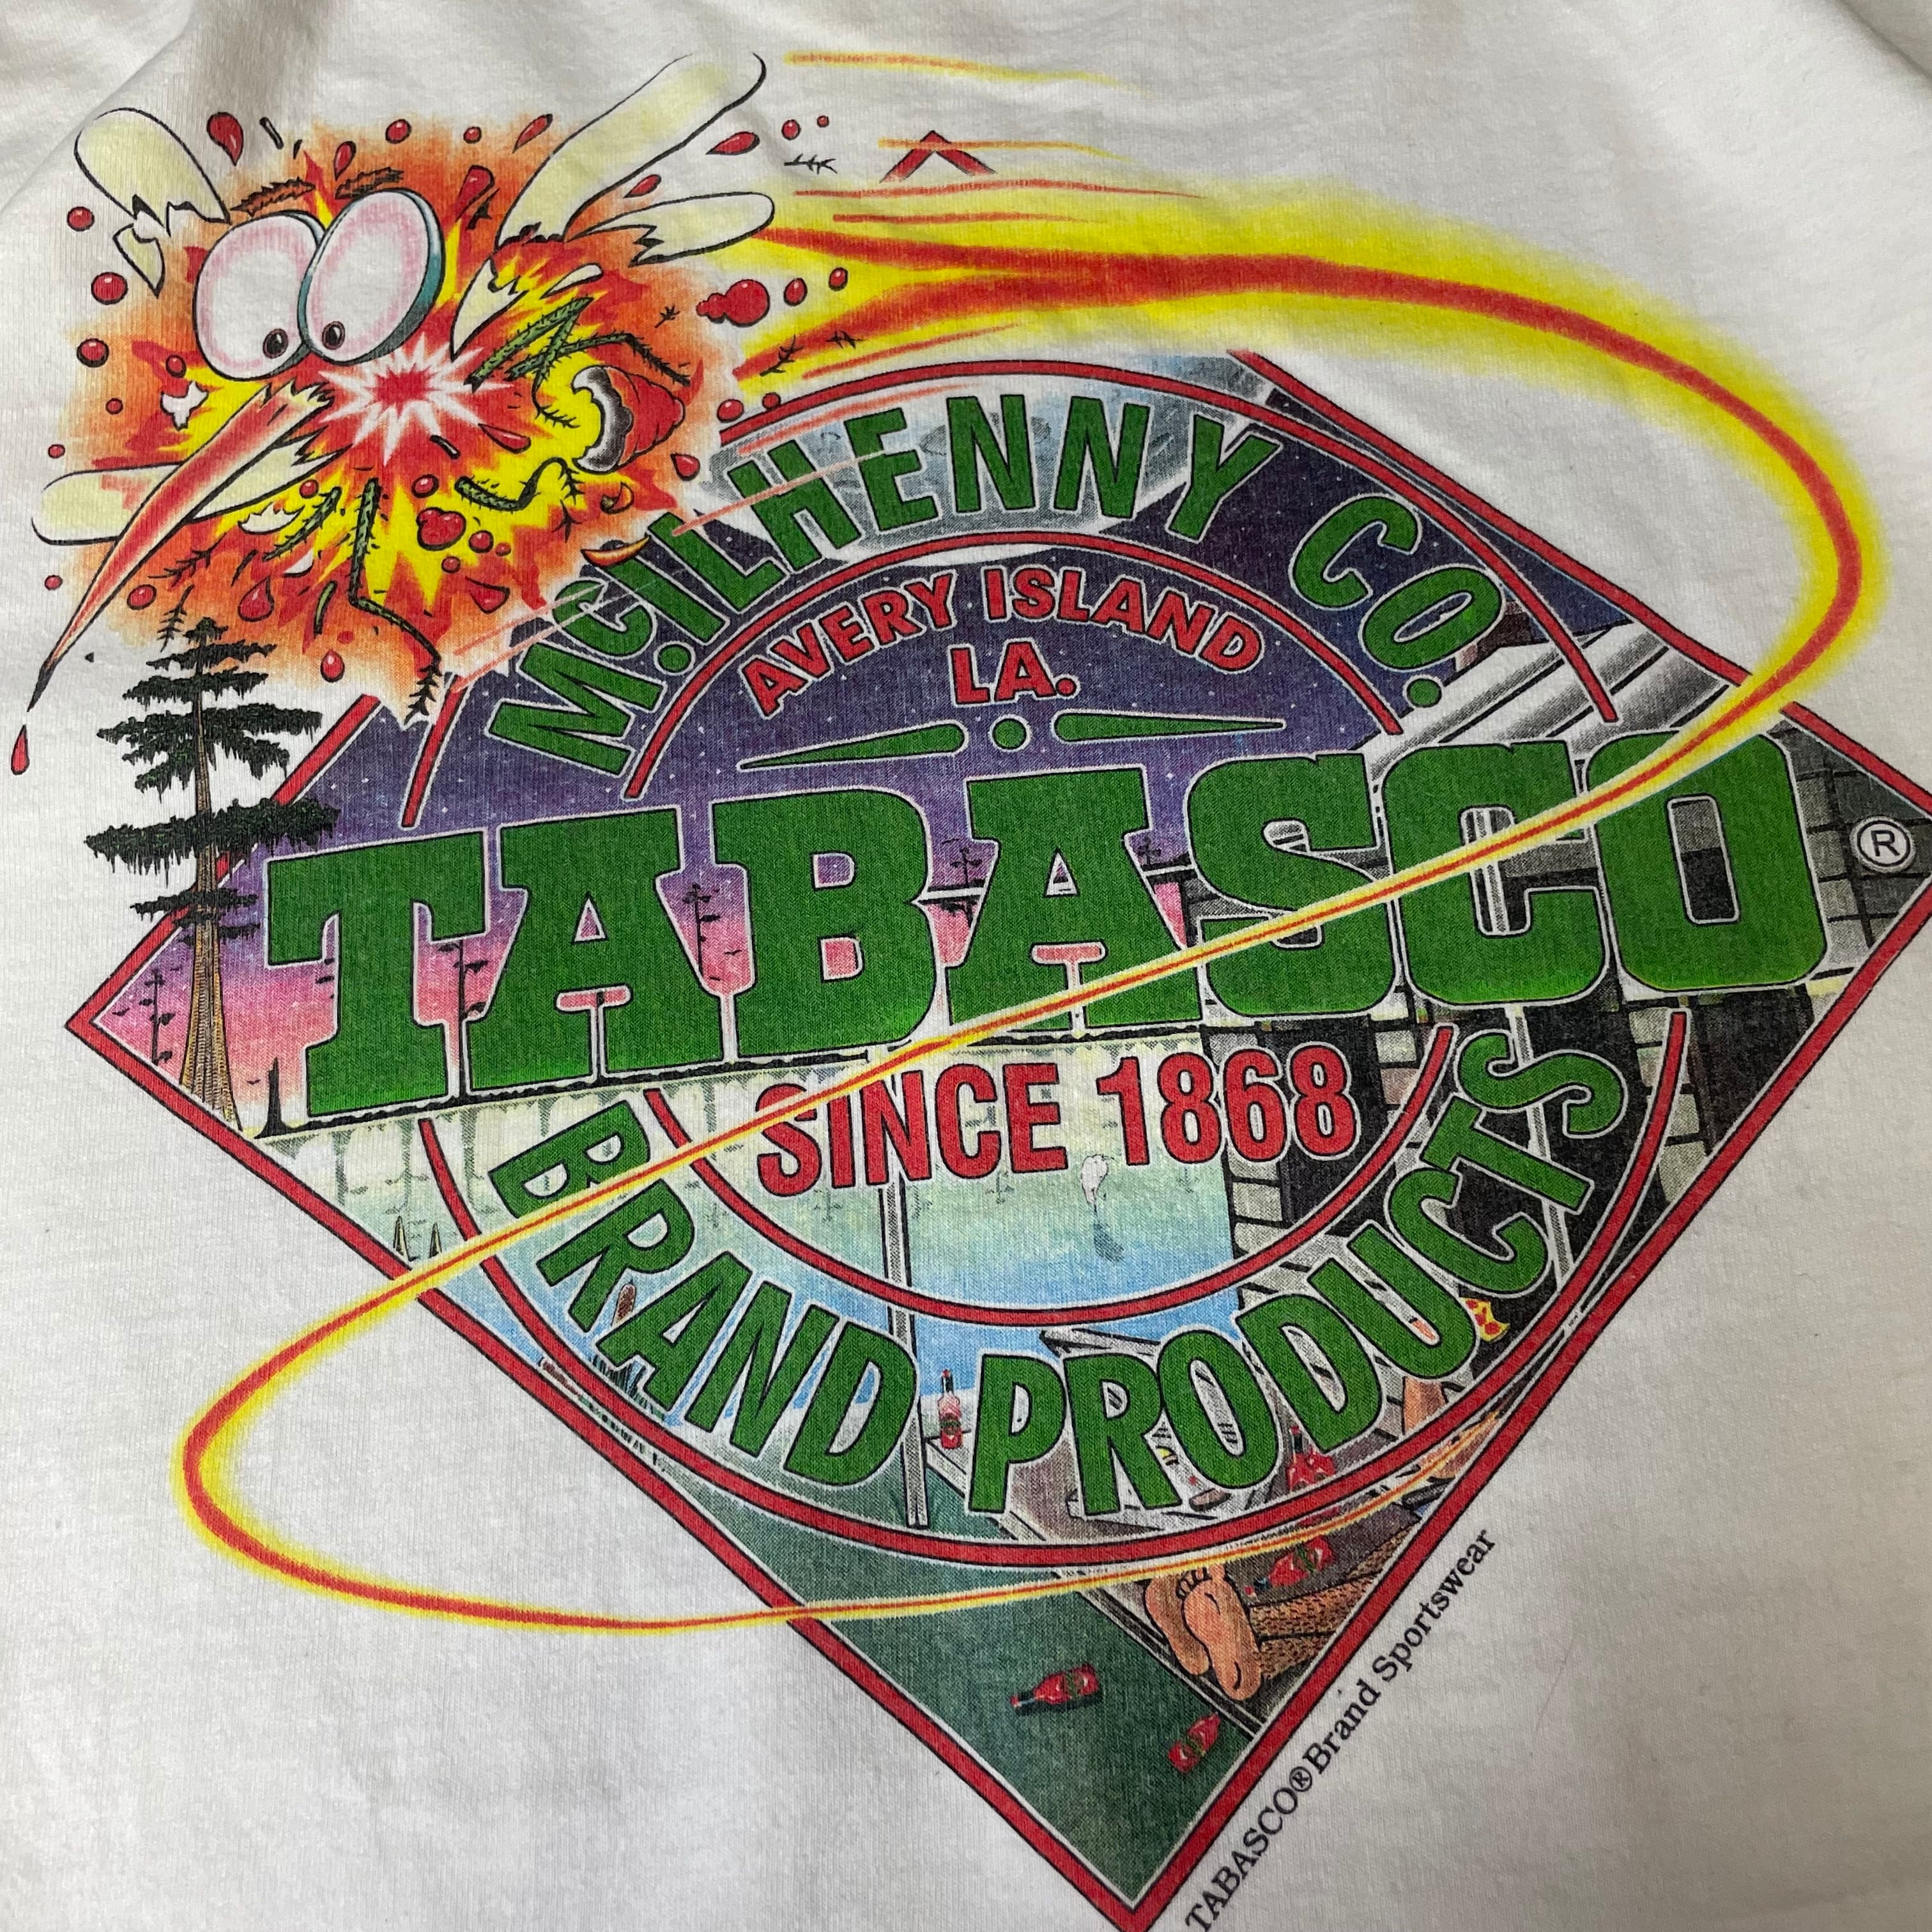 McILHENNY CO.
AVERY ISLAND
LA.
TABASCO®
SINCE 1868
BRAND PRODUCTS
TABASCO® Brand Sportswear